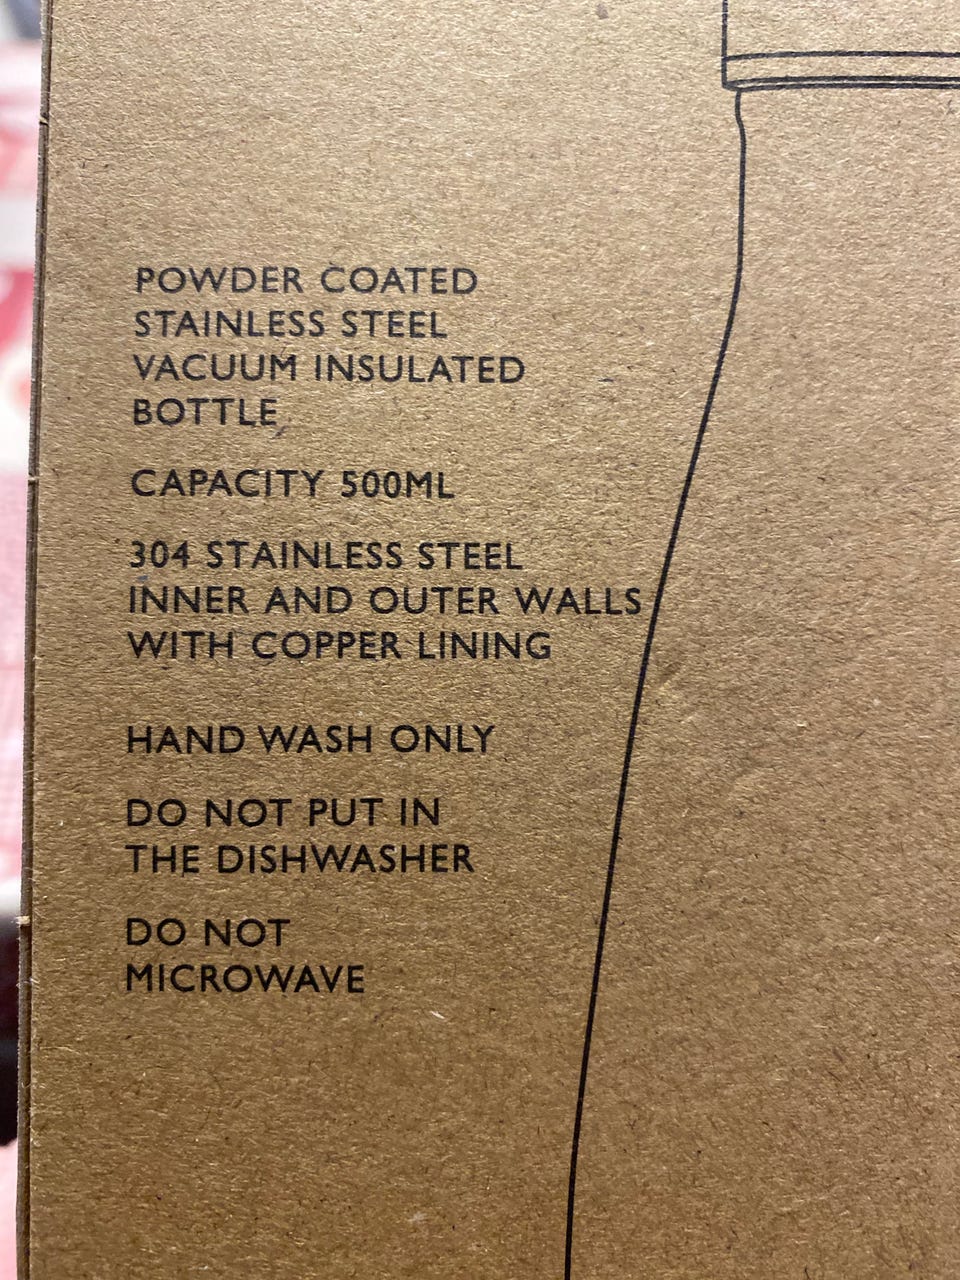 POWDER COATED
STAINLESS STEEL
VACUUM INSULATED
BOTTLE
CAPACITY 500ML
304 STAINLESS STEEL
INNER AND OUTER WALLS
WITH COPPER LINING
HAND WASH ONLY
DO NOT PUT IN
THE DISHWASHER
DO NOT
MICROWAVE